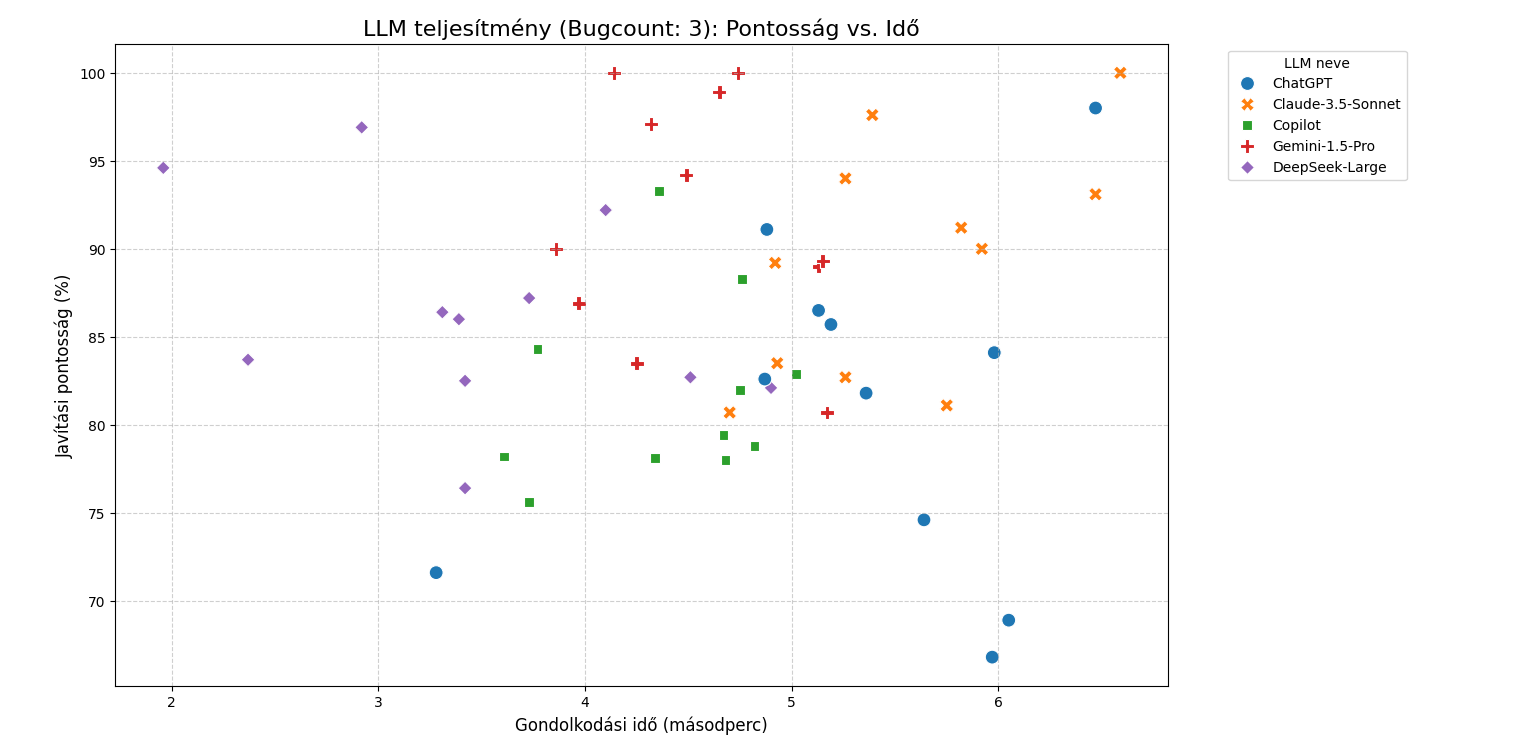 LLM teljesítmény (Bugcount: 3): Pontosság vs. Idő
LLM neve
ChatGPT
Claude-3.5-Sonnet
Copilot
Gemini-1.5-Pro
DeepSeek-Large
Javítási pontosság (%)
100
95
90
85
80
75
70
2
3
4
5
6
Gondolkodási idő (másodperc)